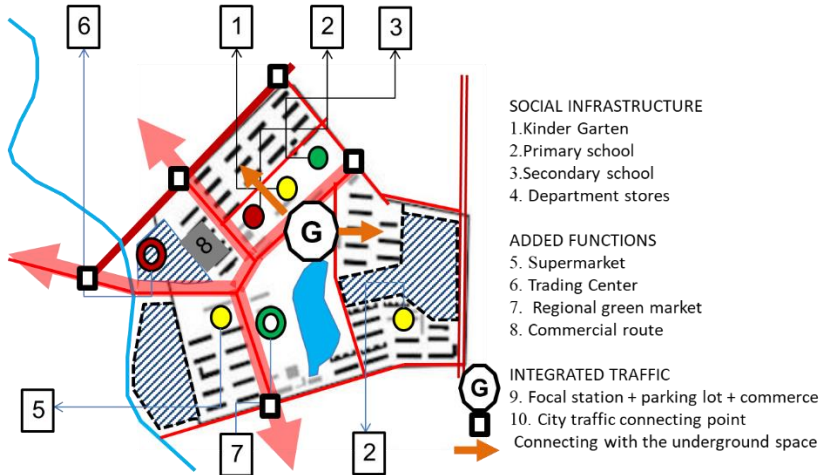 6
1
2
3
8
G
5
7
2
SOCIAL INFRASTRUCTURE
1.Kinder Garten
2.Primary school
3.Secondary school
4. Department stores
ADDED FUNCTIONS
5. Supermarket
6. Trading Center
7. Regional green market
8. Commercial route
INTEGRATED TRAFFIC
G
9. Focal station + parking lot + commerce
10. City traffic connecting point
Connecting with the underground space